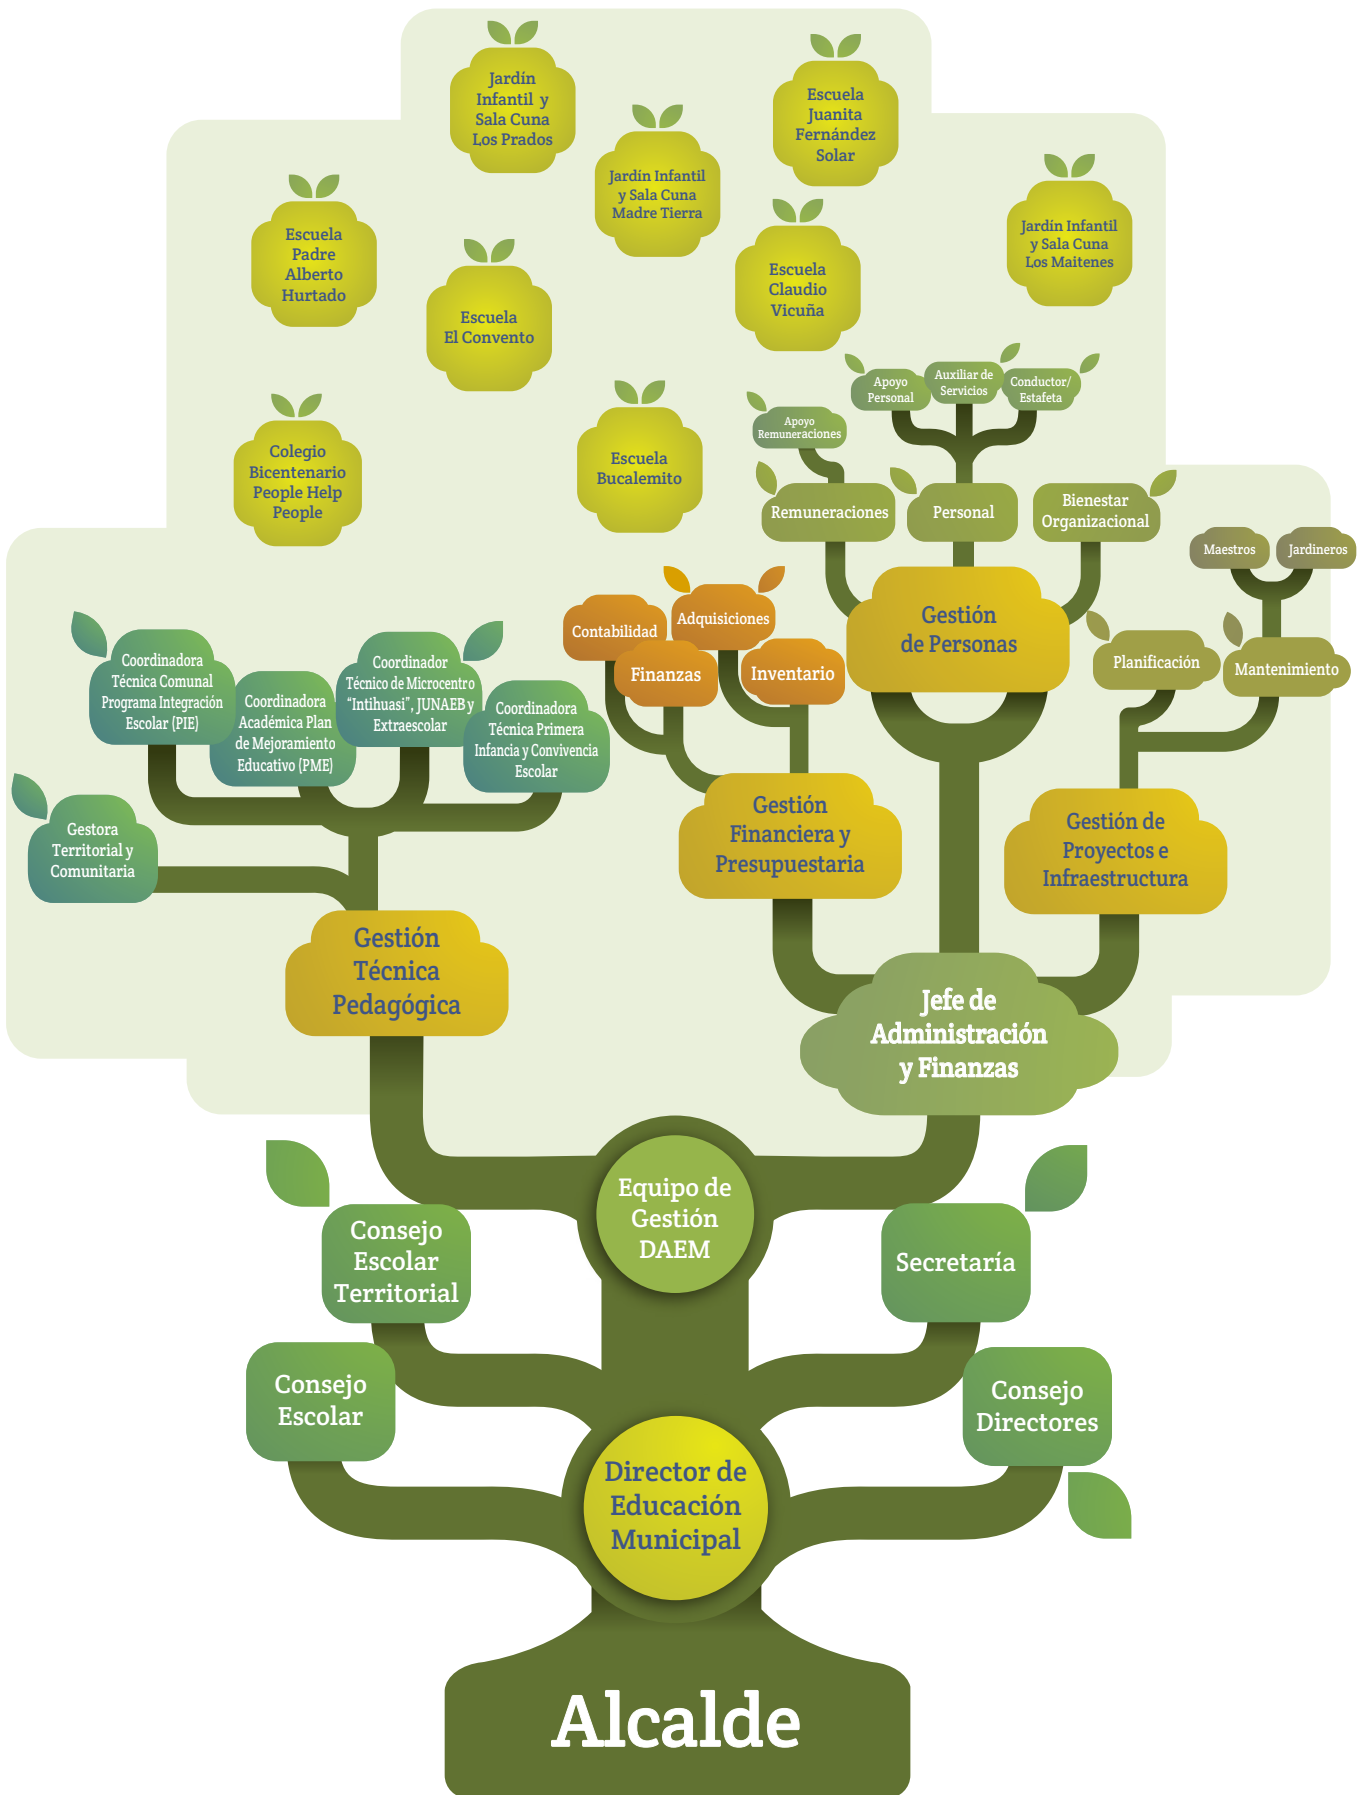 Jardín
Infantil y
Sala Cuna
Los Prados
Escuela
Juanita
Fernández
Solar
Jardín Infantil
y Sala Cuna
Madre Tierra
Jardín Infantil
y Sala Cuna
Los Maitenes
Escuela
Padre
Alberto
Hurtado
Escuela
Claudio
Vicuña
Escuela
El Convento
Colegio
Bicentenario
People Help
People
Escuela
Bucalemito
Apoyo
Personal
Auxiliar de
Servicios
Conductor/
Estafeta
Apoyo
Remuneraciones
Remuneraciones
Personal
Bienestar
Organizacional
Maestros
Jardineros
Gestión
de Personas
Contabilidad
Adquisiciones
Finanzas
Inventario
Planificación
Mantenimiento
Coordinadora
Técnica Comunal
Programa Integración
Escolar (PIE)
Coordinadora
Académica Plan
de Mejoramiento
Educativo (PME)
Coordinador
Técnico de Microcentro
“Intihuasi”, JUNAEB y
Extraescolar
Coordinadora
Técnica Primera
Infancia y Convivencia
Escolar
Gestora
Territorial y
Comunitaria
Gestión
Financiera y
Presupuestaria
Gestión de
Proyectos e
Infraestructura
Gestión
Técnica
Pedagógica
Jefe de
Administración
y Finanzas
Equipo de
Gestión
DAEM
Consejo
Escolar
Territorial
Secretaría
Consejo
Escolar
Consejo
Directores
Director de
Educación
Municipal
Alcalde